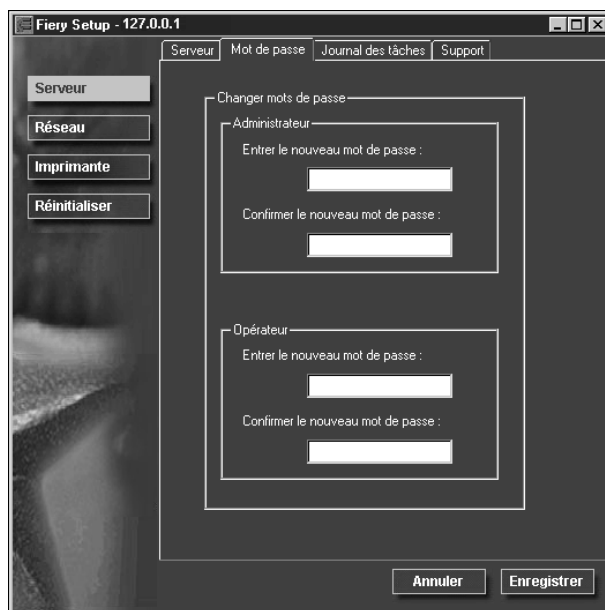 Fiery Setup - 127.0.0.1
Serveur Mot de passe Journal des tâches Support
Serveur
Réseau
Imprimante
Réinitialiser
Changer mots de passe
Administrateur
Entrer le nouveau mot de passe :
Confirmer le nouveau mot de passe :
Opérateur
Entrer le nouveau mot de passe :
Confirmer le nouveau mot de passe :
Annuler Enregistrer